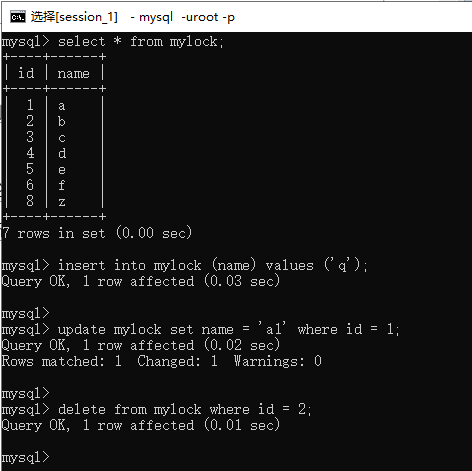 选择[session_1] - mysql -uroot -p
mysql> select * from mylock;
+----+------+
| id | name |
+----+------+
|  1 | a    |
|  2 | b    |
|  3 | c    |
|  4 | d    |
|  5 | e    |
|  6 | f    |
|  8 | z    |
+----+------+
7 rows in set (0.00 sec)

mysql> insert into mylock (name) values ('q');
Query OK, 1 row affected (0.03 sec)

mysql>
mysql> update mylock set name = 'a1' where id = 1;
Query OK, 1 row affected (0.02 sec)
Rows matched: 1  Changed: 1  Warnings: 0

mysql>
mysql> delete from mylock where id = 2;
Query OK, 1 row affected (0.01 sec)

mysql>